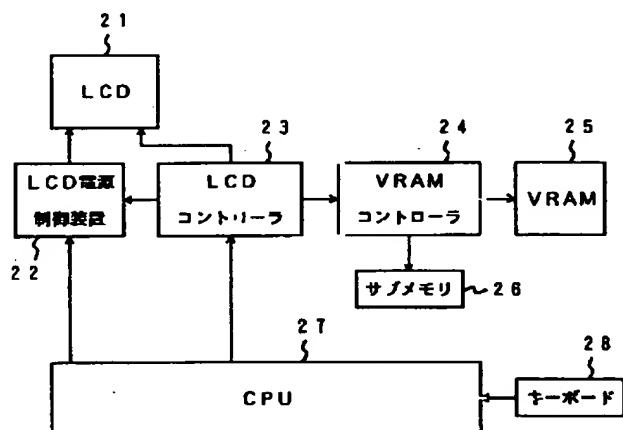 21
LCD
23
24
25
LCD電源
制御装置
LCD
コントローラ
VRAM
コントローラ
VRAM
22
サブメモリ
26
27
28
CPU
キーボード